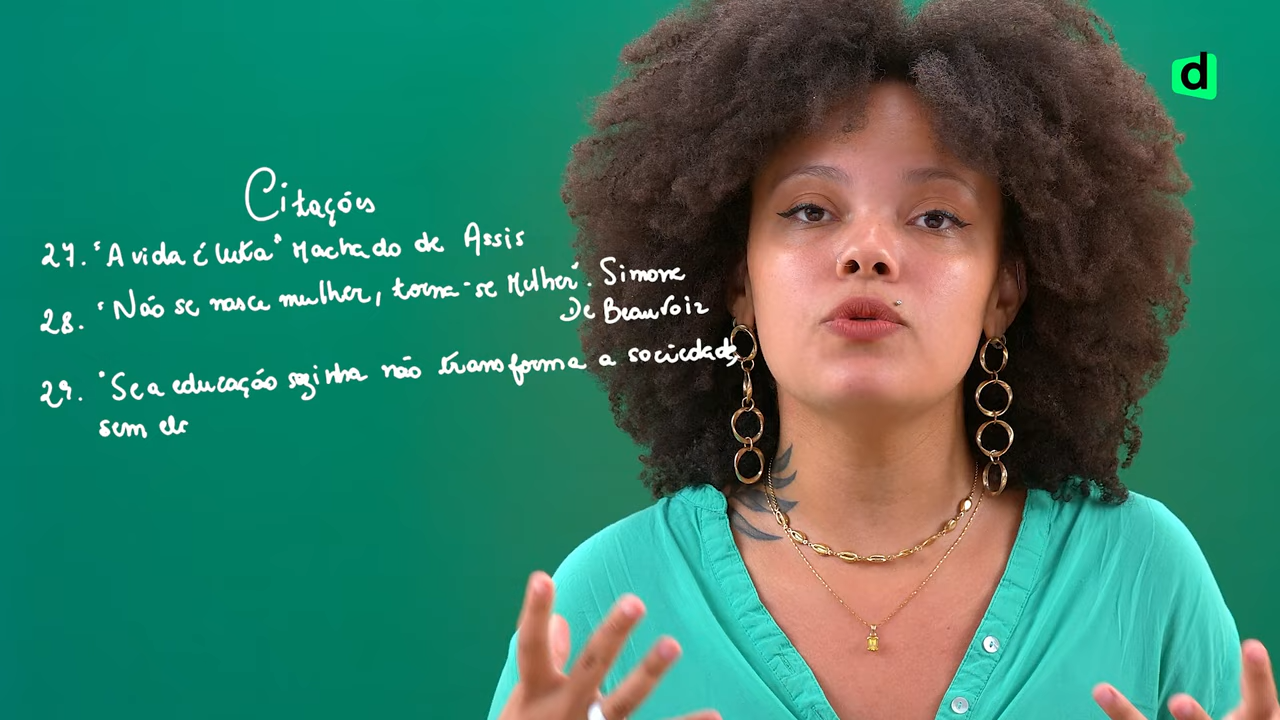 Citações
27. "A vida é luta" Machado de Assis
28. "Não se nasce mulher, torna-se Mulher". Simone
De Beauvoir
29. "Se a educação sozinha não transforma a sociedade,
sem ela
d